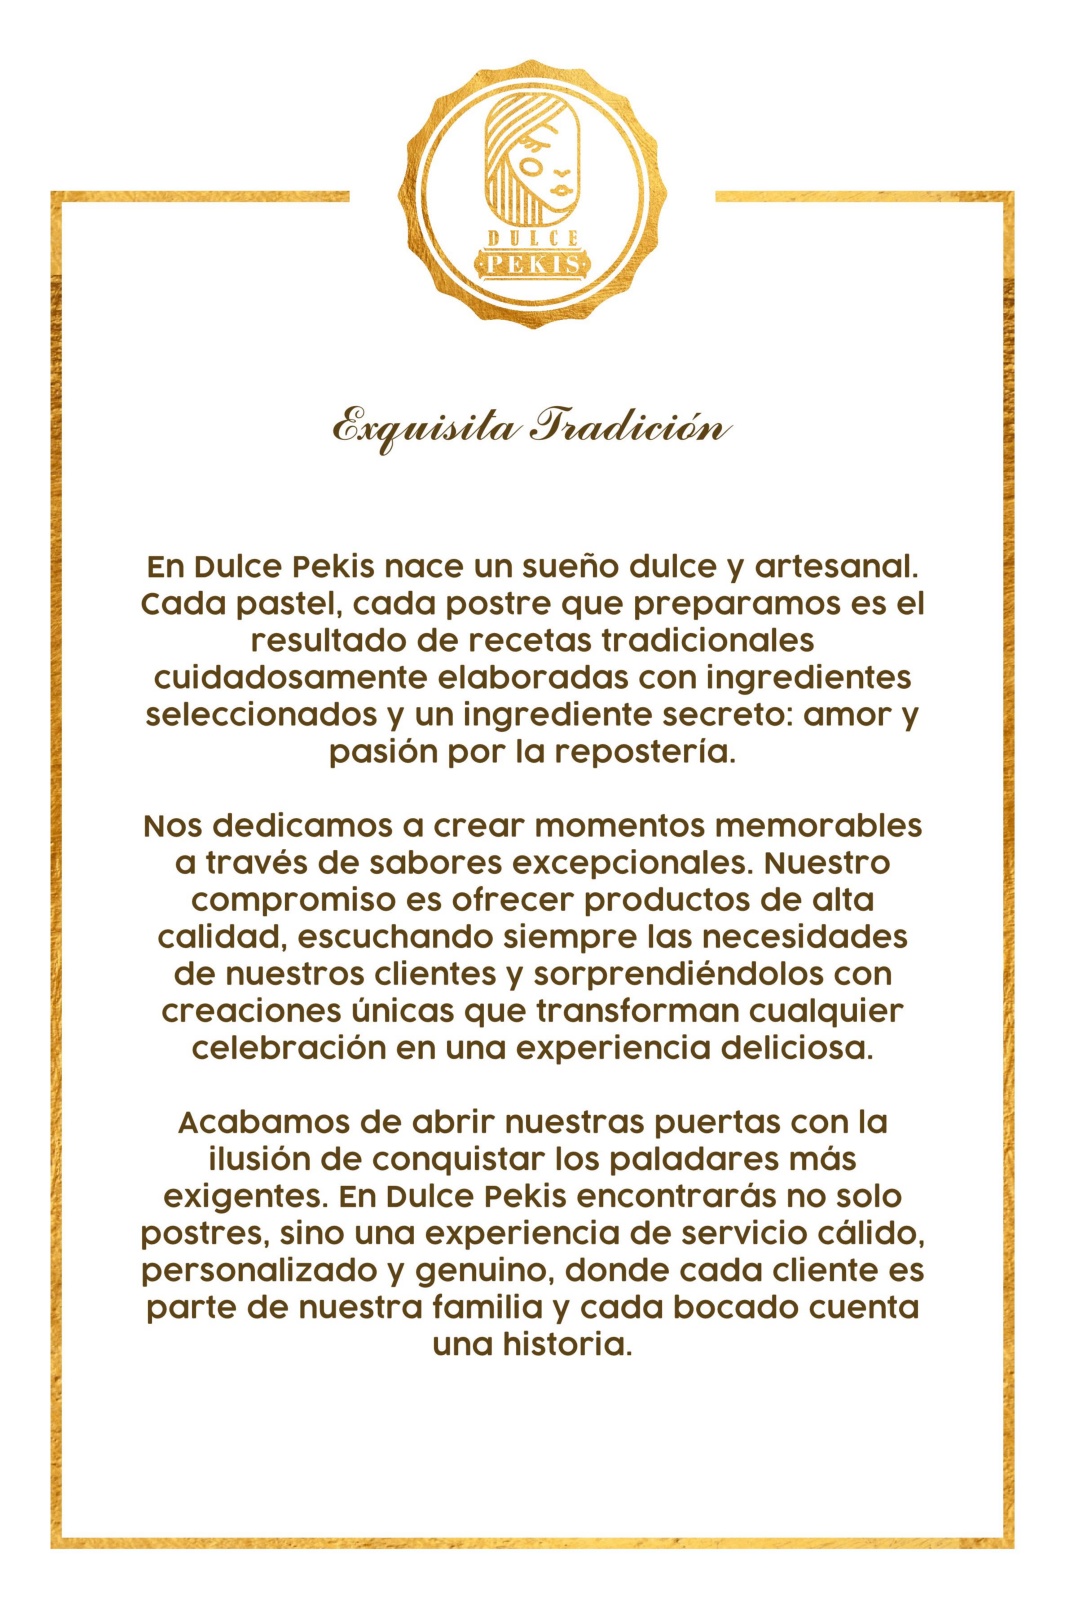 DULCE
PEKIS
Exquisita Tradición
En Dulce Pekis nace un sueño dulce y artesanal.
Cada pastel, cada postre que preparamos es el
resultado de recetas tradicionales
cuidadosamente elaboradas con ingredientes
seleccionados y un ingrediente secreto: amor y
pasión por la repostería.
Nos dedicamos a crear momentos memorables
a través de sabores excepcionales. Nuestro
compromiso es ofrecer productos de alta
calidad, escuchando siempre las necesidades
de nuestros clientes y sorprendiéndolos con
creaciones únicas que transforman cualquier
celebración en una experiencia deliciosa.
Acabamos de abrir nuestras puertas con la
ilusión de conquistar los paladares más
exigentes. En Dulce Pekis encontrarás no solo
postres, sino una experiencia de servicio cálido,
personalizado y genuino, donde cada cliente es
parte de nuestra familia y cada bocado cuenta
una historia.